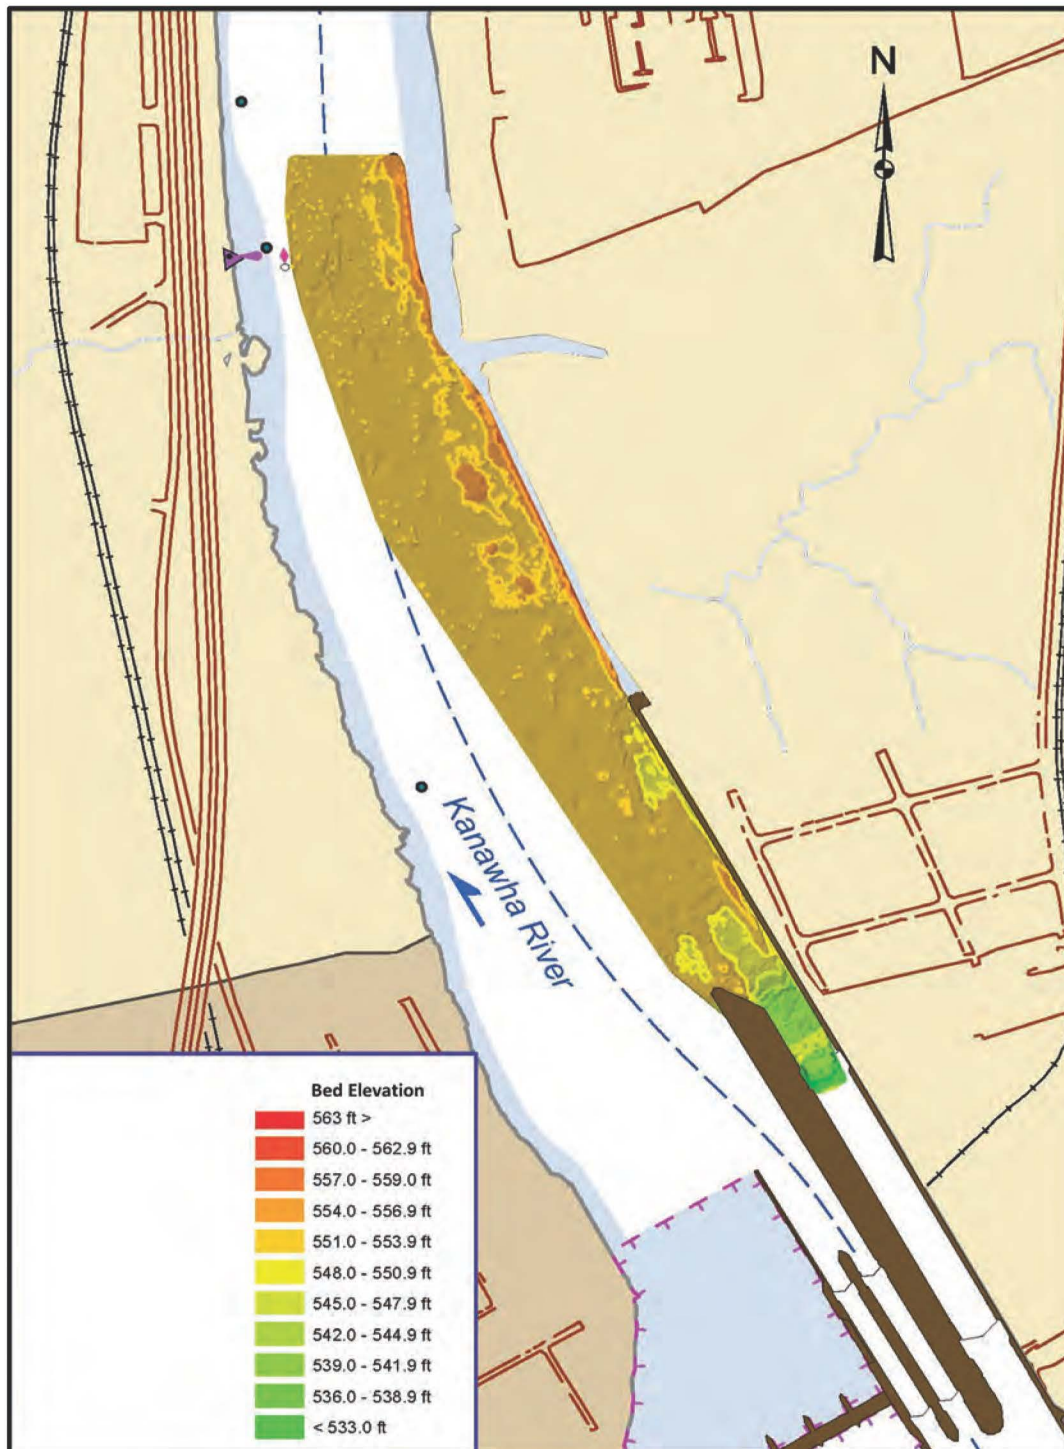 N
Kanawha River
Bed Elevation
563 ft >
560.0 - 562.9 ft
557.0 - 559.0 ft
554.0 - 556.9 ft
551.0 - 553.9 ft
548.0 - 550.9 ft
545.0 - 547.9 ft
542.0 - 544.9 ft
539.0 - 541.9 ft
536.0 - 538.9 ft
< 533.0 ft